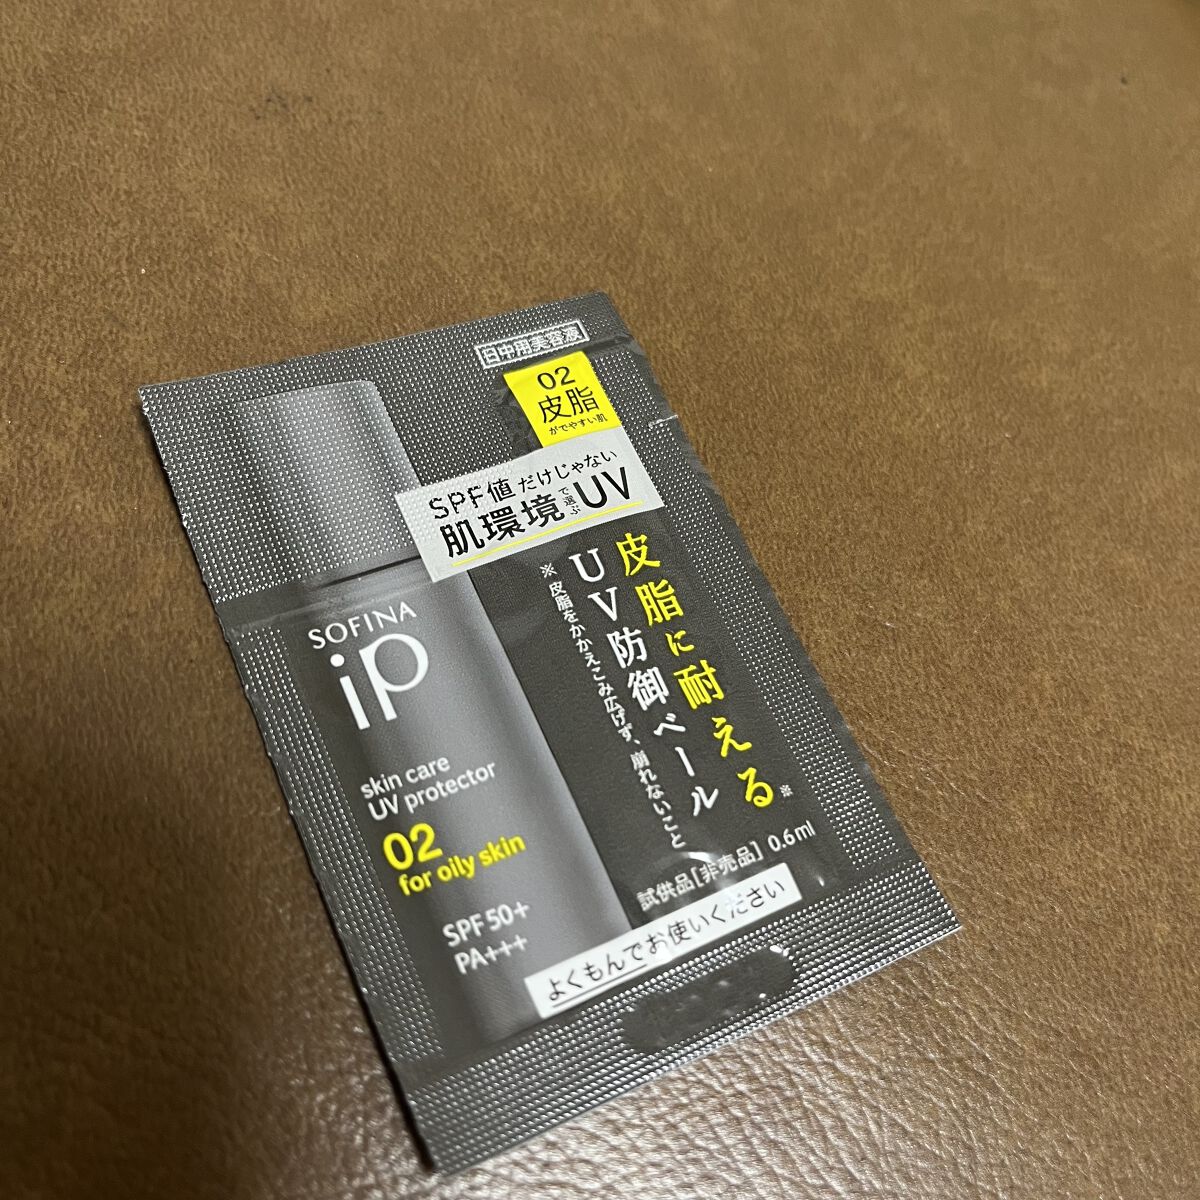 日中用美容液
02
皮脂
がでやすい肌
SPF値だけじゃない
肌環境で選ぶUV
皮脂に耐える※
UV防御ベール
※皮脂をかかえこみ広げず、崩れないこと
SOFINA
iP
skin care
UV protector
02
for oily skin
SPF50+
PA+++
試供品[非売品] 0.6ml
よくもんでお使いください